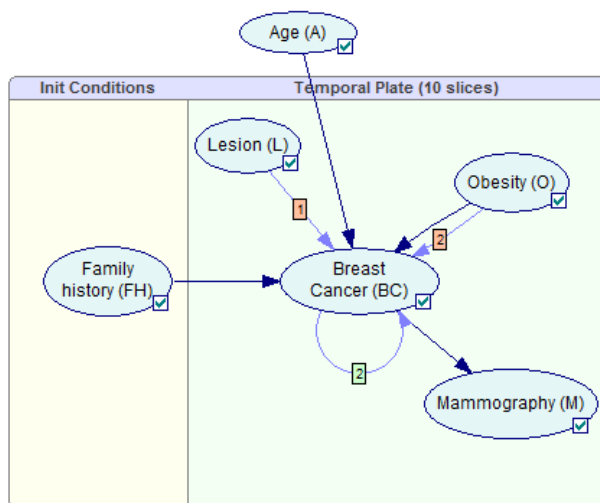 Age (A)
Init Conditions
Temporal Plate (10 slices)
Lesion (L)
Obesity (O)
1
2
Family
history (FH)
Breast
Cancer (BC)
2
Mammography (M)